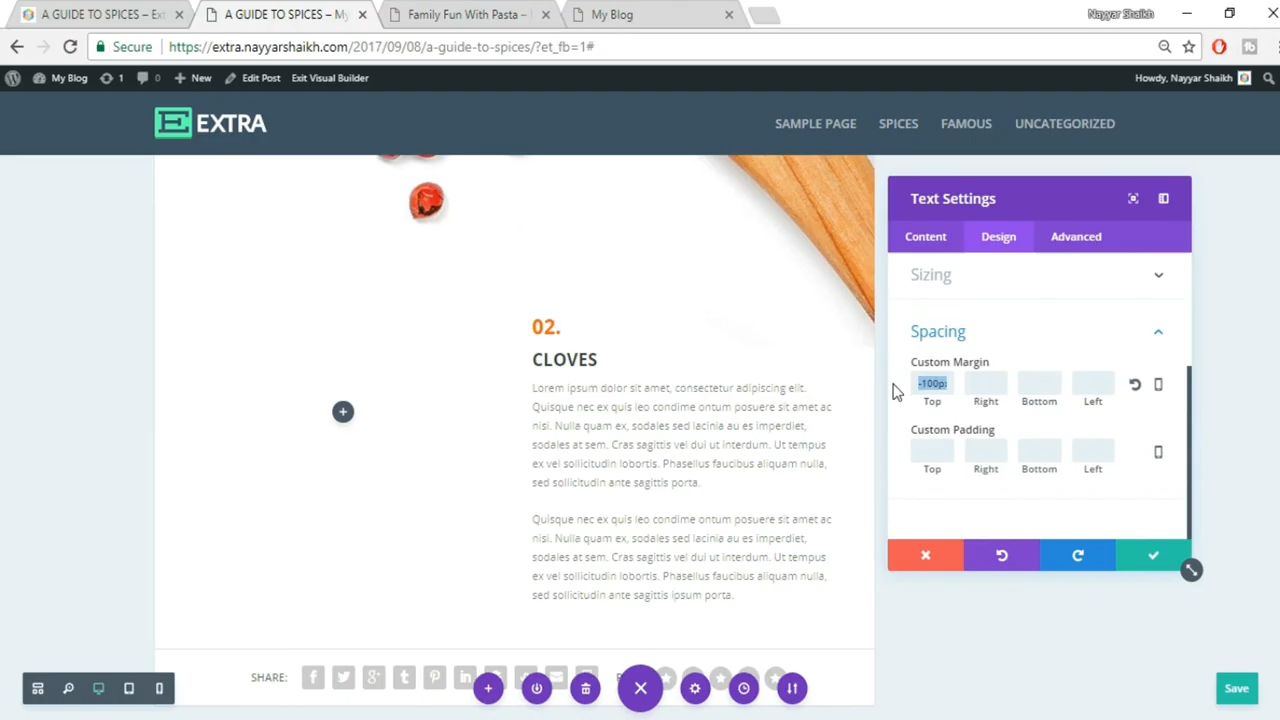 A GUIDE TO SPICES – Ext
A GUIDE TO SPICES – My
Family Fun With Pasta –
My Blog
Nayyar Shaikh
Secure
https://extra.nayyarshaikh.com/2017/09/08/a-guide-to-spices/?et_fb=1#
My Blog
1
0
New
Edit Post
Exit Visual Builder
Howdy, Nayyar Shaikh
EXTRA
SAMPLE PAGE
SPICES
FAMOUS
UNCATEGORIZED
Text Settings
Content
Design
Advanced
Sizing
Spacing
Custom Margin
-100p
Top
Right
Bottom
Left
Custom Padding
Top
Right
Bottom
Left
02.
CLOVES
Lorem ipsum dolor sit amet, consectetur adipiscing elit.
Quisque nec ex quis leo condime ontum posuere sit amet ac
nisi. Nulla quam ex, sodales sed lacinia au es imperdiet,
sodales at sem. Cras sagittis vel dui ut interdum. Ut tempus
ex vel sollicitudin lobortis. Phasellus faucibus aliquam nulla,
sed sollicitudin ante sagittis porta.
Quisque nec ex quis leo condime ontum posuere sit amet ac
nisi. Nulla quam ex, sodales sed lacinia au es imperdiet,
sodales at sem. Cras sagittis vel dui ut interdum. Ut tempus
ex vel sollicitudin lobortis. Phasellus faucibus aliquam nulla,
sed sollicitudin ante sagittis ipsum porta.
SHARE:
Save